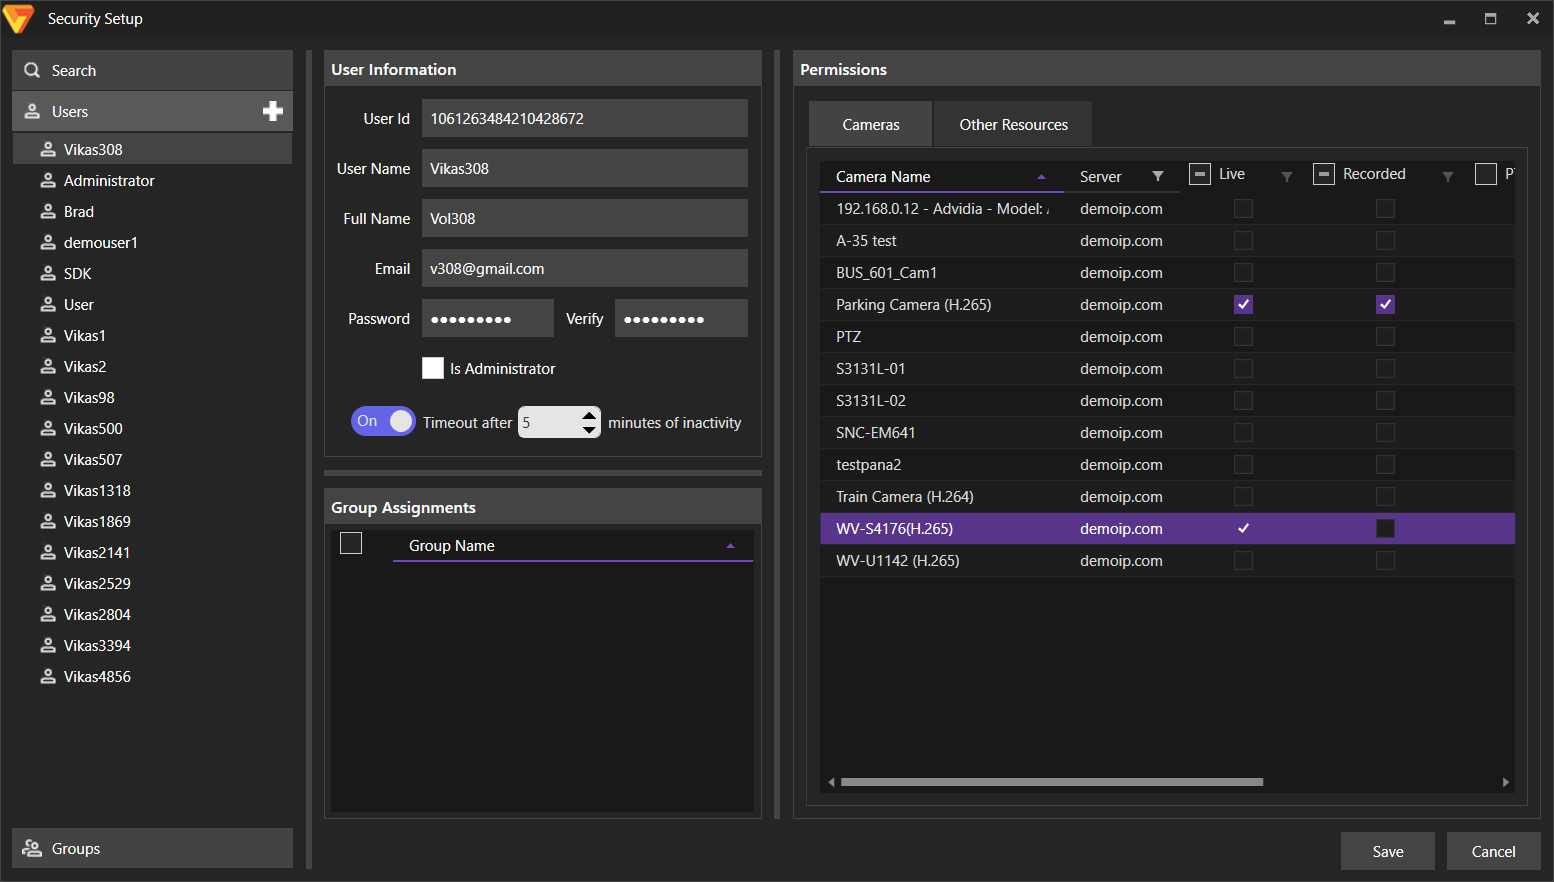 Security Setup
Search
Users
Vikas308
Administrator
Brad
demouser1
SDK
User
Vikas1
Vikas2
Vikas98
Vikas500
Vikas507
Vikas1318
Vikas1869
Vikas2141
Vikas2529
Vikas2804
Vikas3394
Vikas4856
Groups
User Information
User Id 1061263484210428672
User Name Vikas308
Full Name Vol308
Email v308@gmail.com
Password ●●●●●●●●● Verify ●●●●●●●●●
Is Administrator
On Timeout after 5 minutes of inactivity
Group Assignments
Group Name
Permissions
Cameras Other Resources
Camera Name Server Live Recorded
192.168.0.12 - Advidia - Model: demoip.com
A-35 test demoip.com
BUS_601_Cam1 demoip.com
Parking Camera (H.265) demoip.com
PTZ demoip.com
S3131L-01 demoip.com
S3131L-02 demoip.com
SNC-EM641 demoip.com
testpana2 demoip.com
Train Camera (H.264) demoip.com
WV-S4176(H.265) demoip.com
WV-U1142 (H.265) demoip.com
Save Cancel